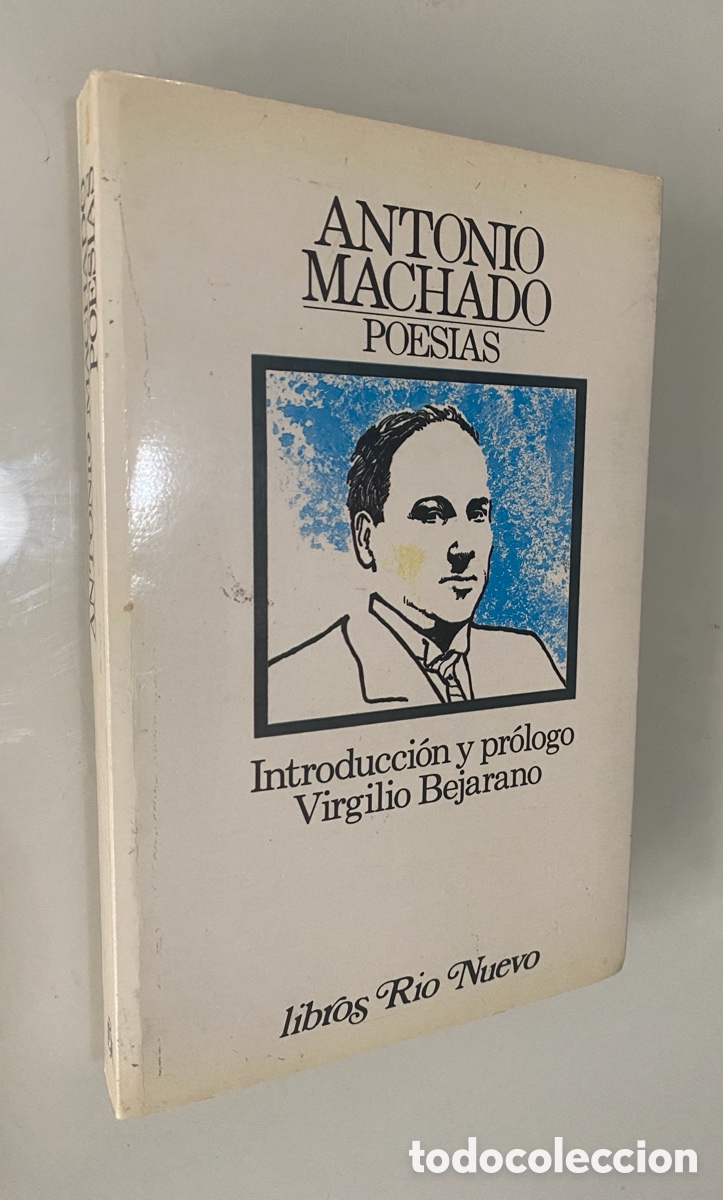 ANTONIO
MACHADO
POESIAS
Introducción y prólogo
Virgilio Bejarano
libros Rio Nuevo
ANTONIO MACHADO
POESIAS
todocoleccion